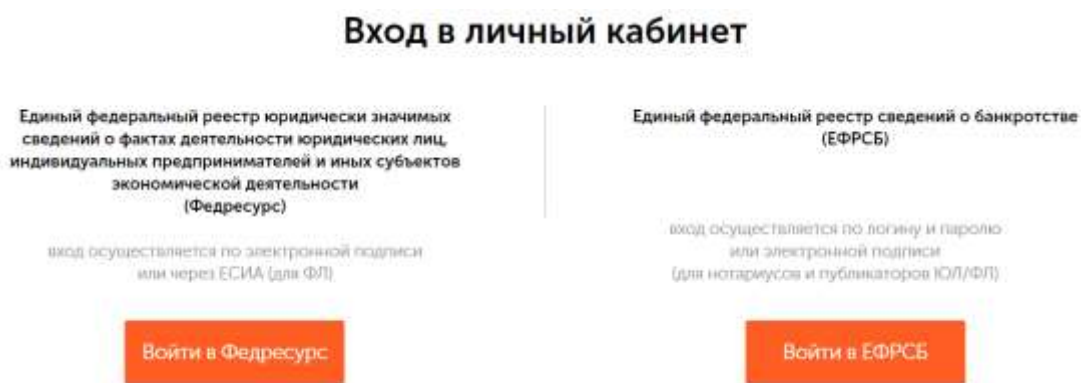 Вход в личный кабинет
Единый федеральный реестр юридически значимых
сведений о фактах деятельности юридических лиц,
индивидуальных предпринимателей и иных субъектов
экономической деятельности
(Федресурс)
вход осуществляется по электронной подписи
или через ЕСИА (для ФЛ)
Войти в Федресурс
Единый федеральный реестр сведений о банкротстве
(ЕФРСБ)
вход осуществляется по логину и паролю
или электронной подписи
(для нотариусов и публикаторов ЮЛ/ФЛ)
Войти в ЕФРСБ